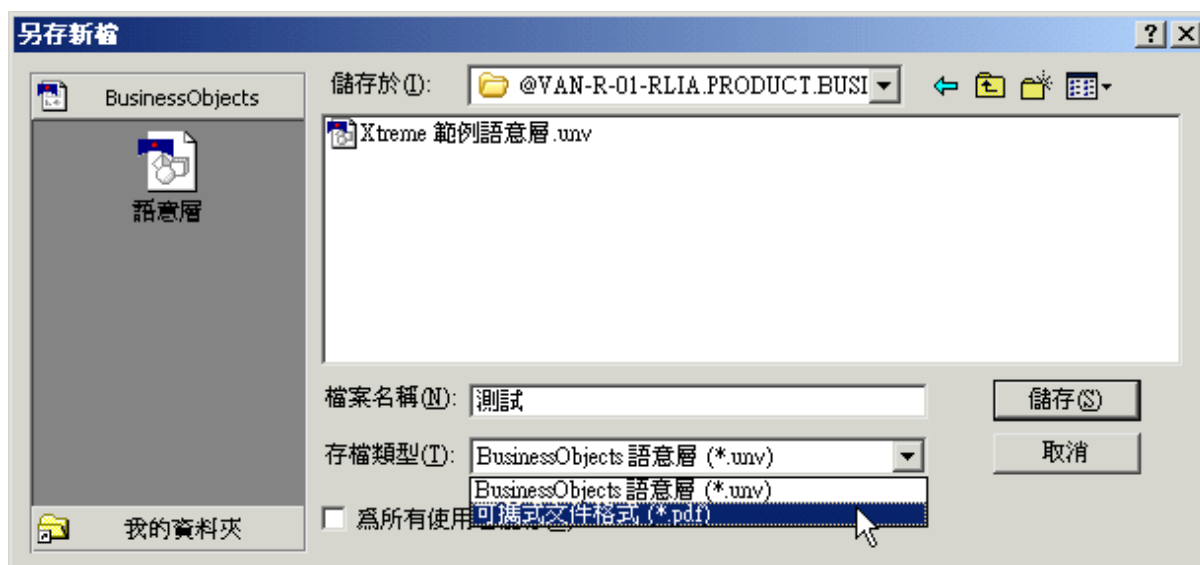 另存新檔
BusinessObjects
語意層
我的資料夾
儲存於(I):
@VAN-R-01-RLIA.PRODUCT.BUSI
Xtreme 範例語意層.unv
檔案名稱(N): 測試
儲存(S)
存檔類型(T): BusinessObjects 語意層 (*.unv)
取消
BusinessObjects 語意層 (*.unv)
可攜式文件格式 (*.pdf)
爲所有使用